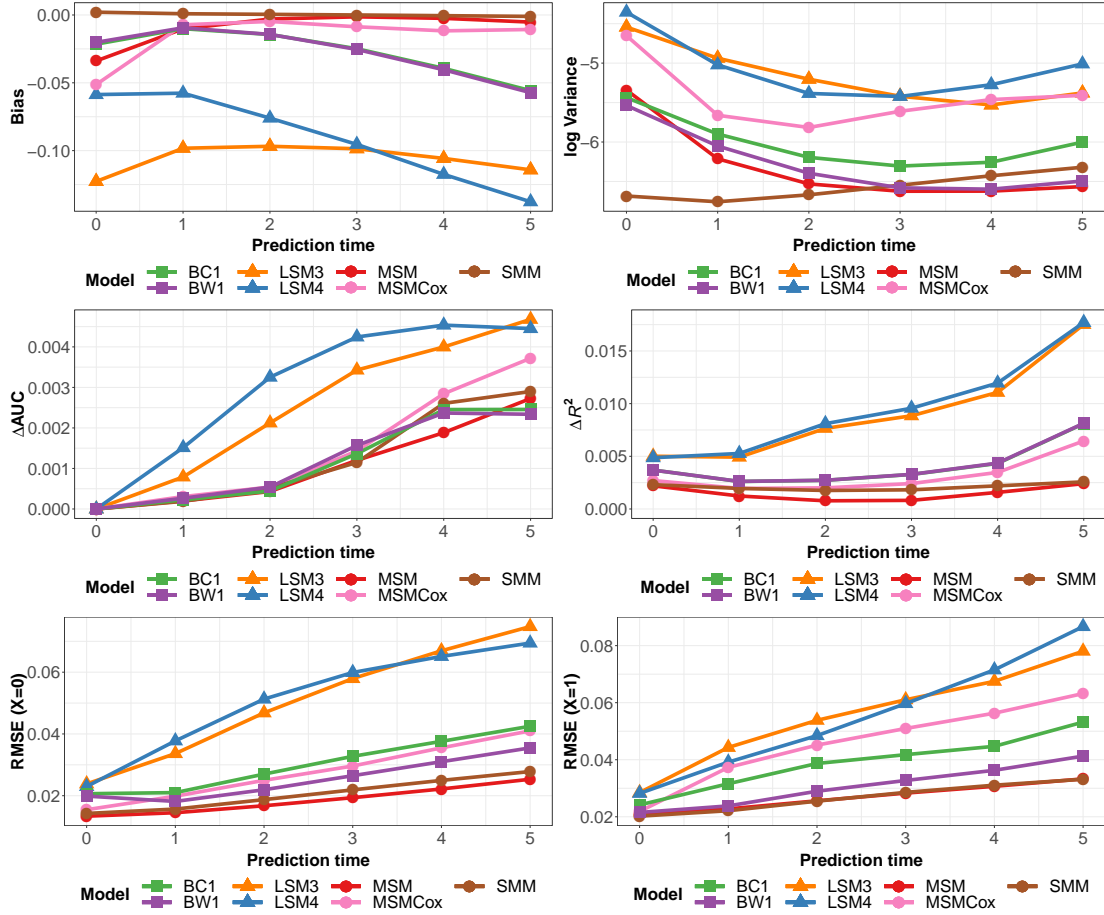 0.00
−0.05
−0.10
Bias
0 1 2 3 4 5
Prediction time
Model BC1 LSM3 MSM SMM
BW1 LSM4 MSMCox
−5
−6
log Variance
0 1 2 3 4 5
Prediction time
Model BC1 LSM3 MSM SMM
BW1 LSM4 MSMCox
0.004
0.003
0.002
0.001
0.000
ΔAUC
0 1 2 3 4 5
Prediction time
Model BC1 LSM3 MSM SMM
BW1 LSM4 MSMCox
0.015
0.010
0.005
0.000
ΔR²
0 1 2 3 4 5
Prediction time
Model BC1 LSM3 MSM SMM
BW1 LSM4 MSMCox
0.06
0.04
0.02
RMSE (X=0)
0 1 2 3 4 5
Prediction time
Model BC1 LSM3 MSM SMM
BW1 LSM4 MSMCox
0.08
0.06
0.04
0.02
RMSE (X=1)
0 1 2 3 4 5
Prediction time
Model BC1 LSM3 MSM SMM
BW1 LSM4 MSMCox